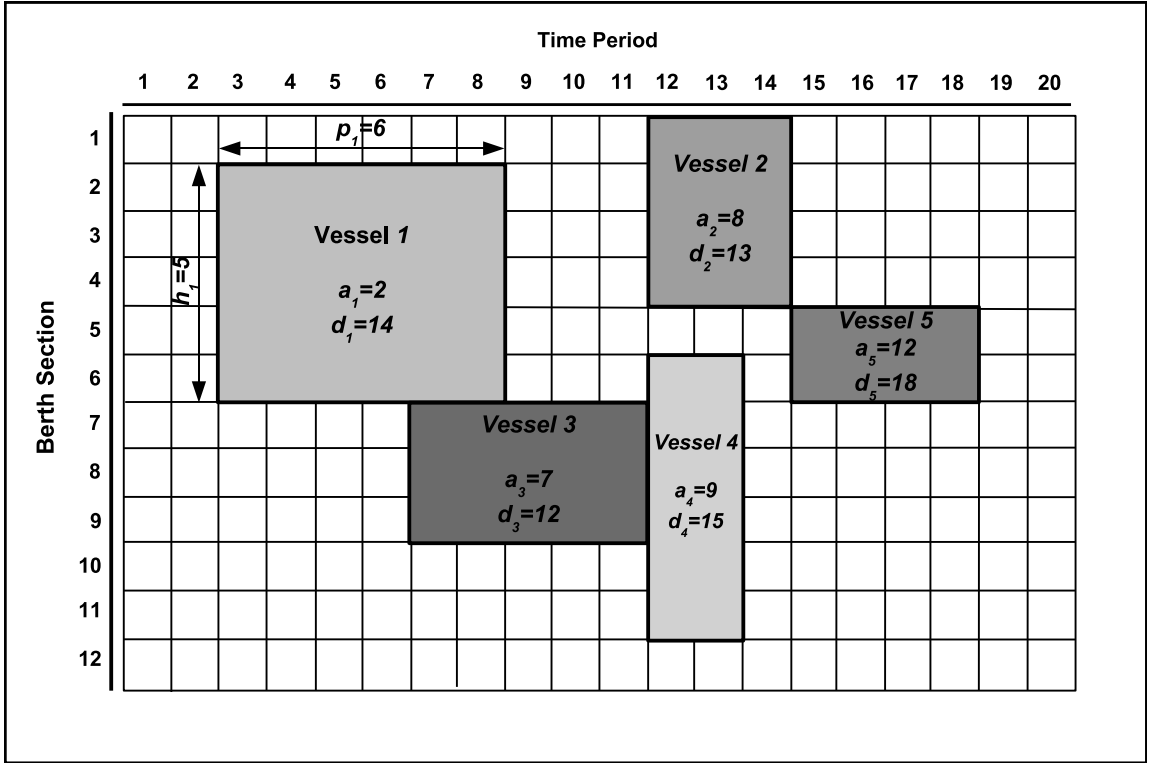 Time Period
1 2 3 4 5 6 7 8 9 10 11 12 13 14 15 16 17 18 19 20
Berth Section
1
2
3
4
5
6
7
8
9
10
11
12
p1=6
h1=5
Vessel 1
a1=2
d1=14
Vessel 2
a2=8
d2=13
Vessel 3
a3=7
d3=12
Vessel 4
a4=9
d4=15
Vessel 5
a5=12
d5=18